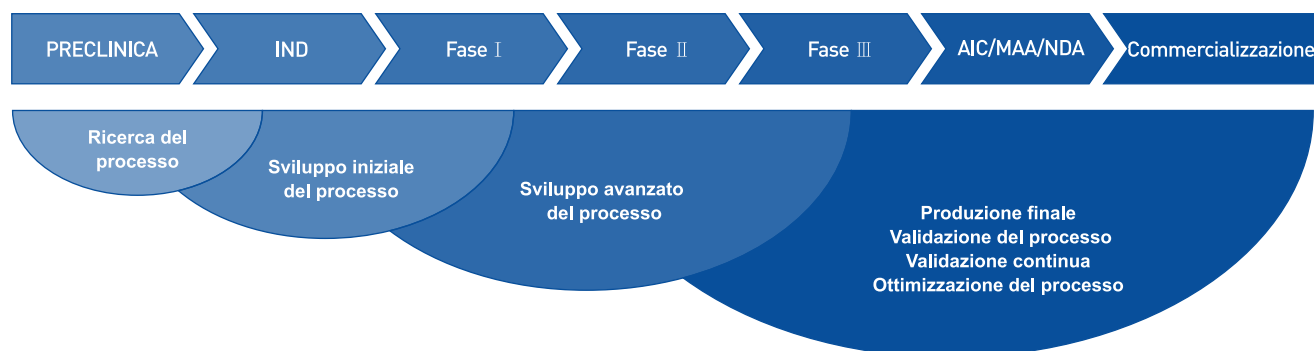 PRECLINICA
IND
Fase Ⅰ
Fase Ⅱ
Fase Ⅲ
AIC/MAA/NDA
Commercializzazione
Ricerca del
processo
Sviluppo iniziale
del processo
Sviluppo avanzato
del processo
Produzione finale
Validazione del processo
Validazione continua
Ottimizzazione del processo